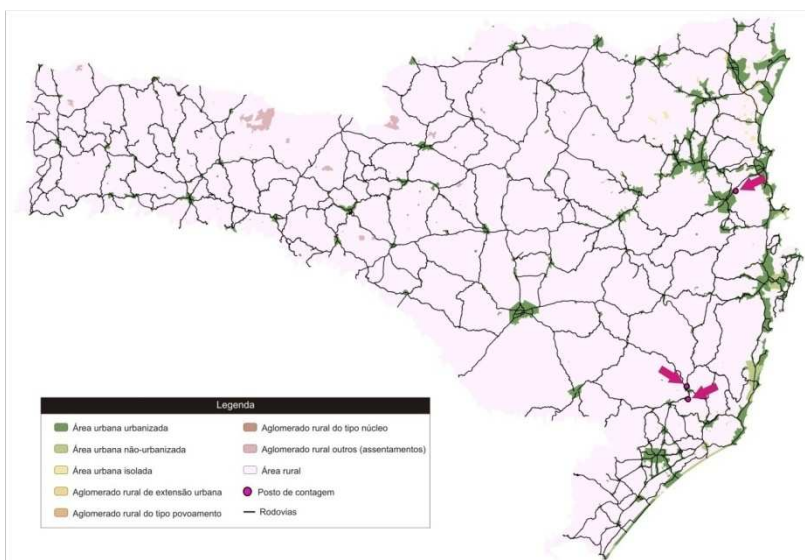 Legenda
Área urbana urbanizada
Área urbana não-urbanizada
Área urbana isolada
Aglomerado rural de extensão urbana
Aglomerado rural do tipo povoamento
Aglomerado rural do tipo núcleo
Aglomerado rural outros (assentamentos)
Área rural
Posto de contagem
Rodovias